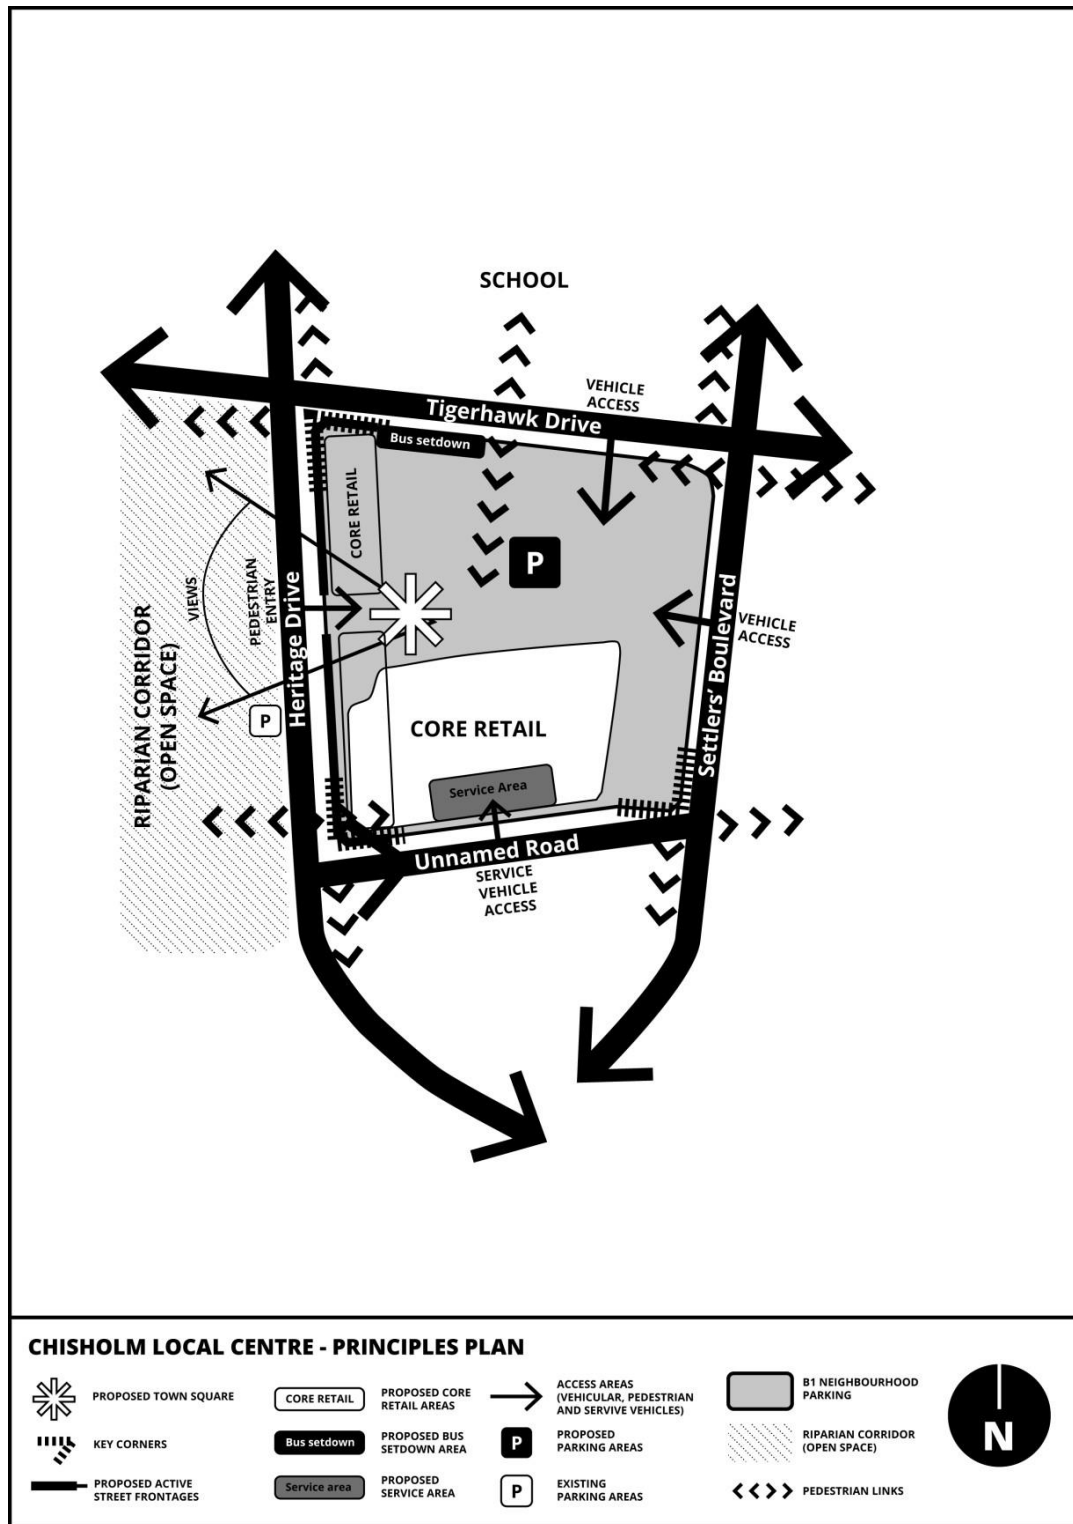 SCHOOL
VEHICLE
ACCESS
Tigerhawk Drive
Bus setdown
CORE RETAIL
P
VIEWS
PEDESTRIAN
ENTRY
Heritage Drive
RIPARIAN CORRIDOR
(OPEN SPACE)
P
VEHICLE
ACCESS
Settlers' Boulevard
CORE RETAIL
Service Area
Unnamed Road
SERVICE
VEHICLE
ACCESS
CHISHOLM LOCAL CENTRE - PRINCIPLES PLAN
PROPOSED TOWN SQUARE
KEY CORNERS
PROPOSED ACTIVE
STREET FRONTAGES
CORE RETAIL
PROPOSED CORE
RETAIL AREAS
Bus setdown
PROPOSED BUS
SETDOWN AREA
Service area
PROPOSED
SERVICE AREA
ACCESS AREAS
(VEHICULAR, PEDESTRIAN
AND SERVIVE VEHICLES)
P
PROPOSED
PARKING AREAS
P
EXISTING
PARKING AREAS
B1 NEIGHBOURHOOD
PARKING
RIPARIAN CORRIDOR
(OPEN SPACE)
PEDESTRIAN LINKS
N